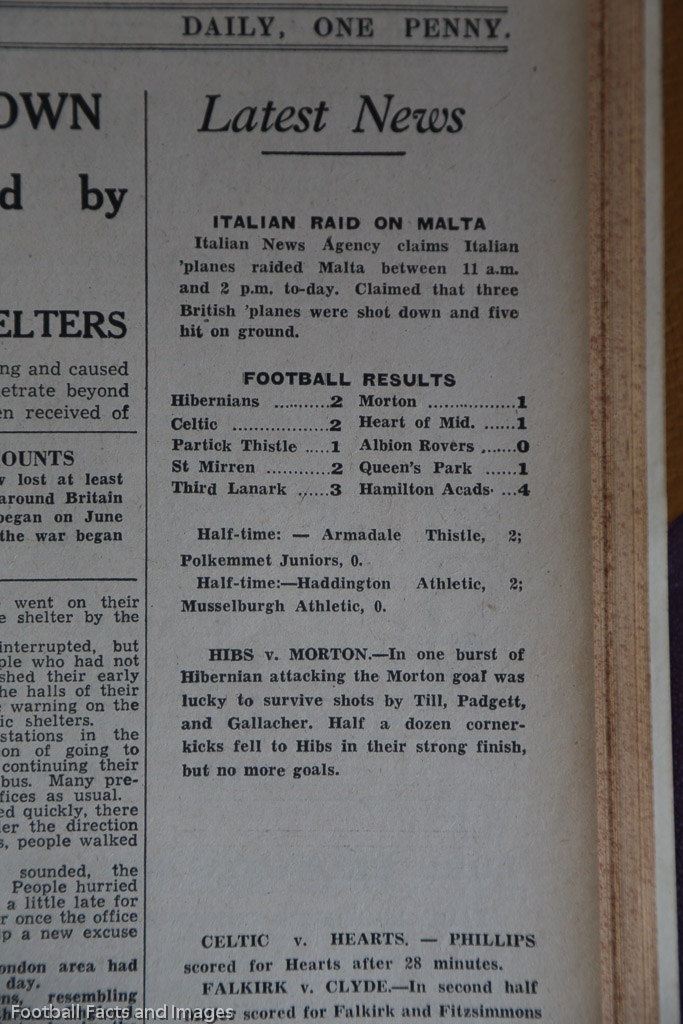 DAILY, ONE PENNY.
OWN
d by
ELTERS
ng and caused
etrate beyond
en received of
OUNTS
lost at least
around Britain
began on June
the war began
went on their
e shelter by the
interrupted, but
ple who had not
shed their early
he halls of their
warning on the
ic shelters.
stations in the
on of going to
continuing their
bus. Many pre-
fices as usual.
ed quickly, there
er the direction
s, people walked
sounded, the
People hurried
a little late for
r once the office
p a new excuse
ondon area had
day.
ns, resembling
Latest News
ITALIAN RAID ON MALTA
Italian News Agency claims Italian
'planes raided Malta between 11 a.m.
and 2 p.m. to-day. Claimed that three
British 'planes were shot down and five
hit on ground.
FOOTBALL RESULTS
Hibernians ...........2 Morton ................1
Celtic ..................2 Heart of Mid. ......1
Partick Thistle .....1 Albion Rovers .......0
St Mirren ............2 Queen's Park ......1
Third Lanark ......3 Hamilton Acads. ...4
Half-time: — Armadale Thistle, 2;
Polkemmet Juniors, 0.
Half-time:—Haddington Athletic, 2;
Musselburgh Athletic, 0.
HIBS v. MORTON.—In one burst of
Hibernian attacking the Morton goal was
lucky to survive shots by Till, Padgett,
and Gallacher. Half a dozen corner-
kicks fell to Hibs in their strong finish,
but no more goals.
CELTIC v. HEARTS. — PHILLIPS
scored for Hearts after 28 minutes.
FALKIRK v. CLYDE.—In second half
scored for Falkirk and Fitzsimmons
Football Facts and Images